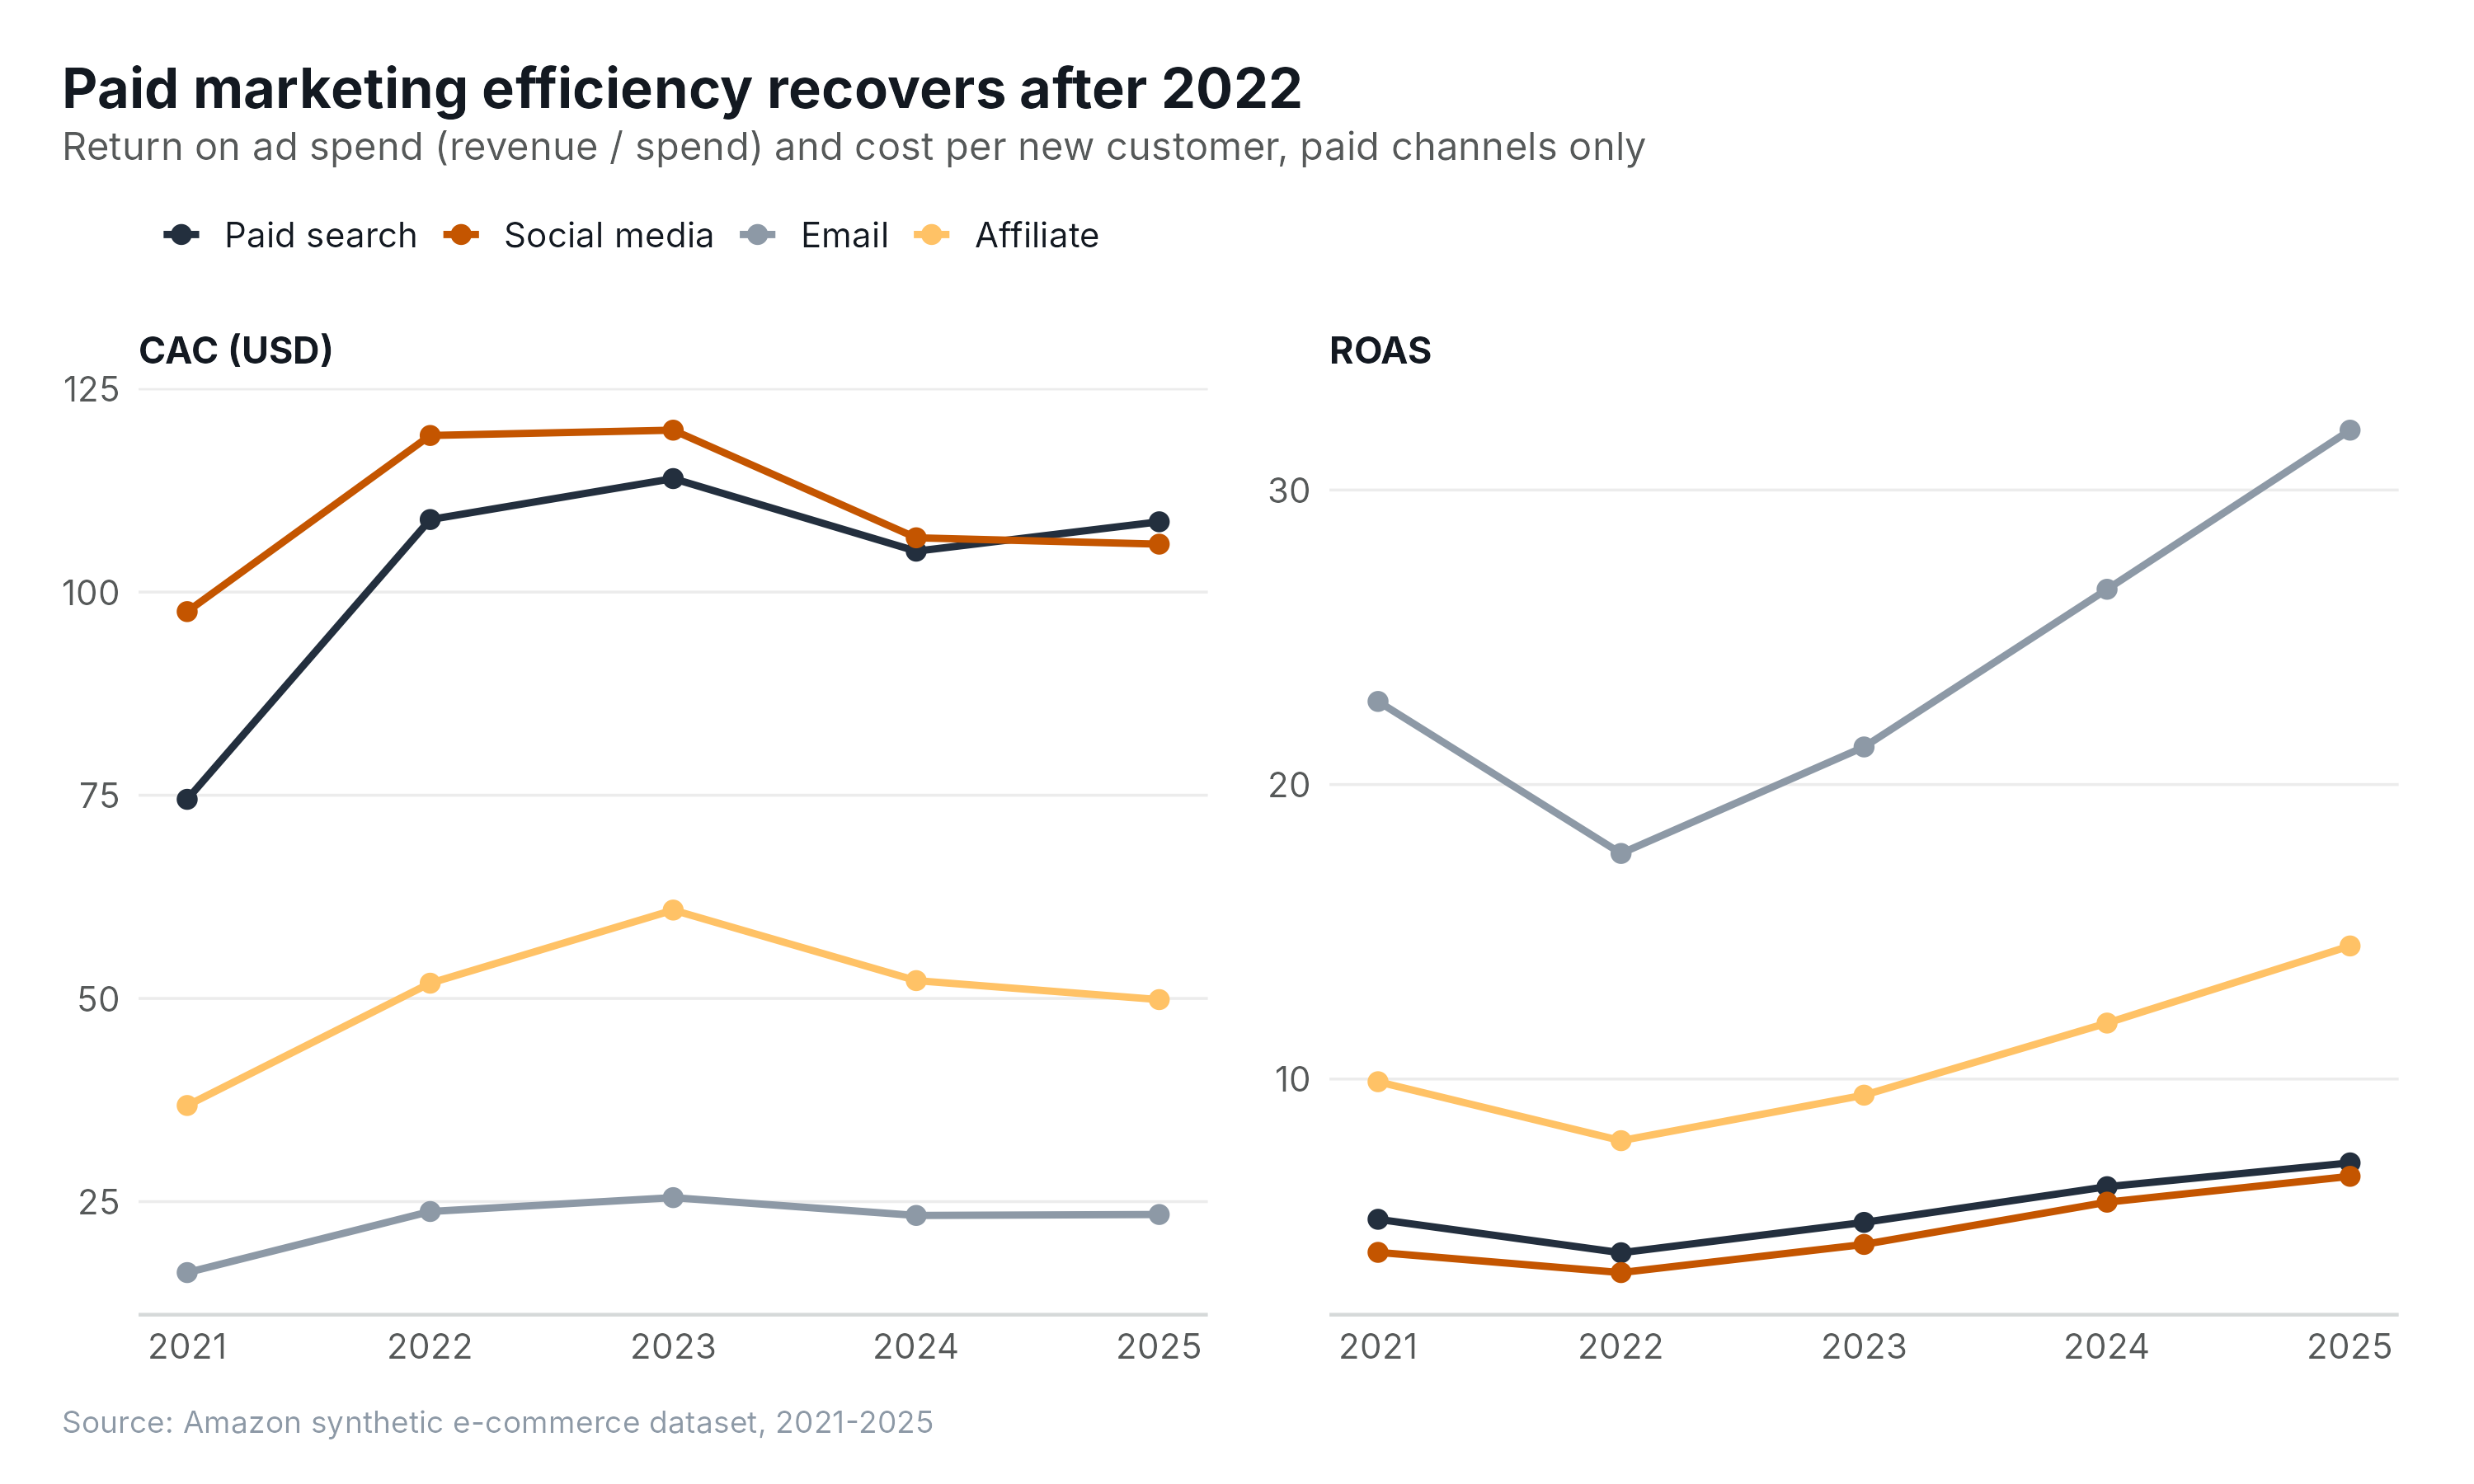 Paid marketing efficiency recovers after 2022
Return on ad spend (revenue / spend) and cost per new customer, paid channels only
Paid search Social media Email Affiliate
CAC (USD)
125
100
75
50
25
2021 2022 2023 2024 2025
ROAS
30
20
10
2021 2022 2023 2024 2025
Source: Amazon synthetic e-commerce dataset, 2021-2025